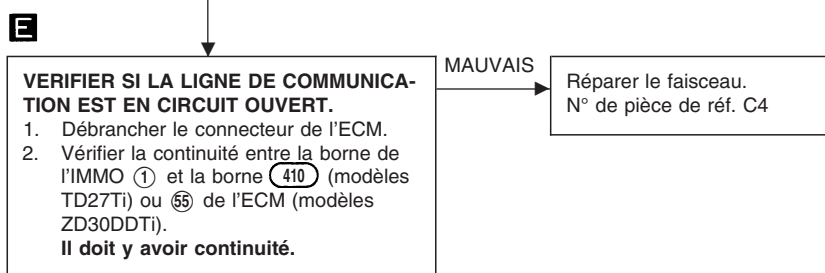 E
VERIFIER SI LA LIGNE DE COMMUNICA-
TION EST EN CIRCUIT OUVERT.
1. Débrancher le connecteur de l'ECM.
2. Vérifier la continuité entre la borne de
l'IMMO ① et la borne 410 (modèles
TD27Ti) ou 55 de l'ECM (modèles
ZD30DDTi).
Il doit y avoir continuité.
MAUVAIS
Réparer le faisceau.
N° de pièce de réf. C4